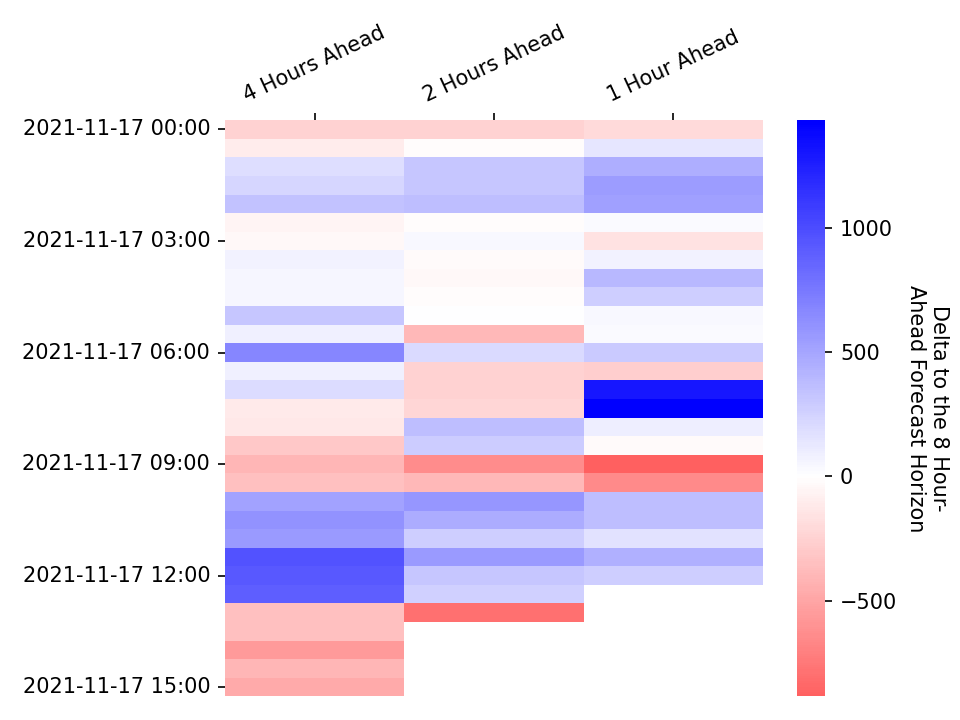 4 Hours Ahead
2 Hours Ahead
1 Hour Ahead
2021-11-17 00:00
2021-11-17 03:00
2021-11-17 06:00
2021-11-17 09:00
2021-11-17 12:00
2021-11-17 15:00
1000
500
0
−500
Delta to the 8 Hour-
Ahead Forecast Horizon